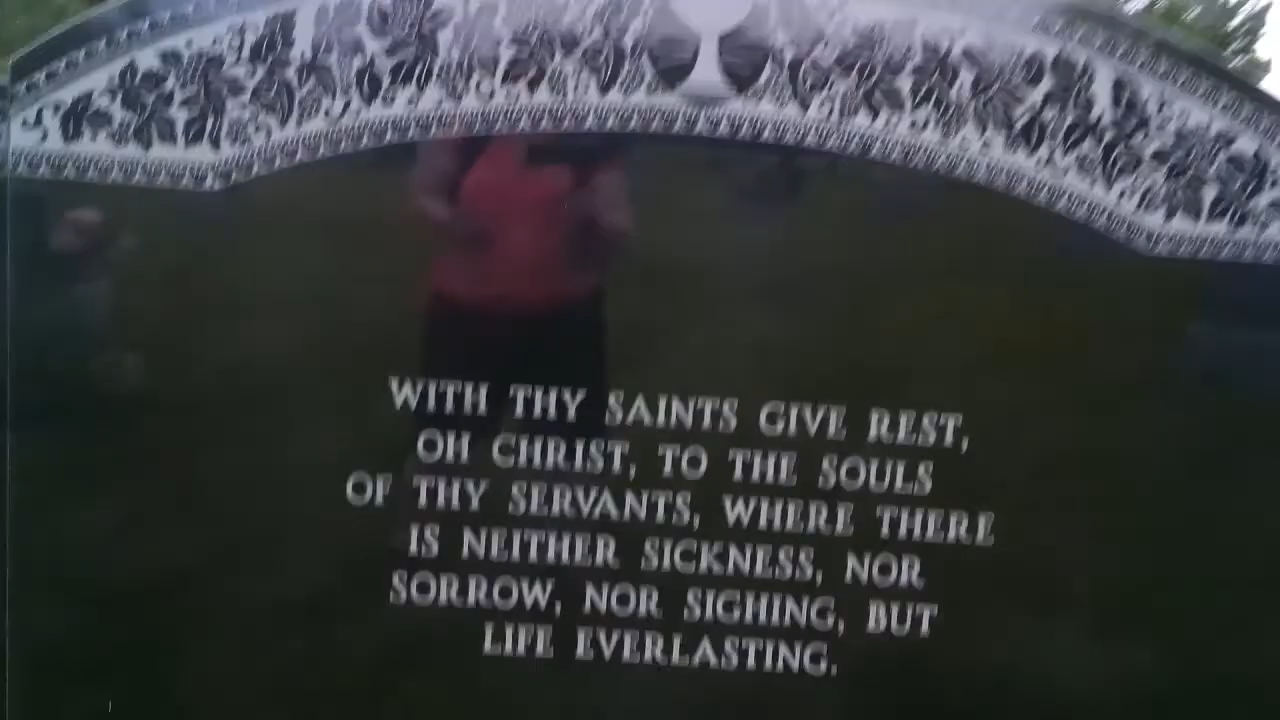 WITH THY SAINTS GIVE REST,
OH CHRIST, TO THE SOULS
OF THY SERVANTS, WHERE THERE
IS NEITHER SICKNESS, NOR
SORROW, NOR SIGHING, BUT
LIFE EVERLASTING.